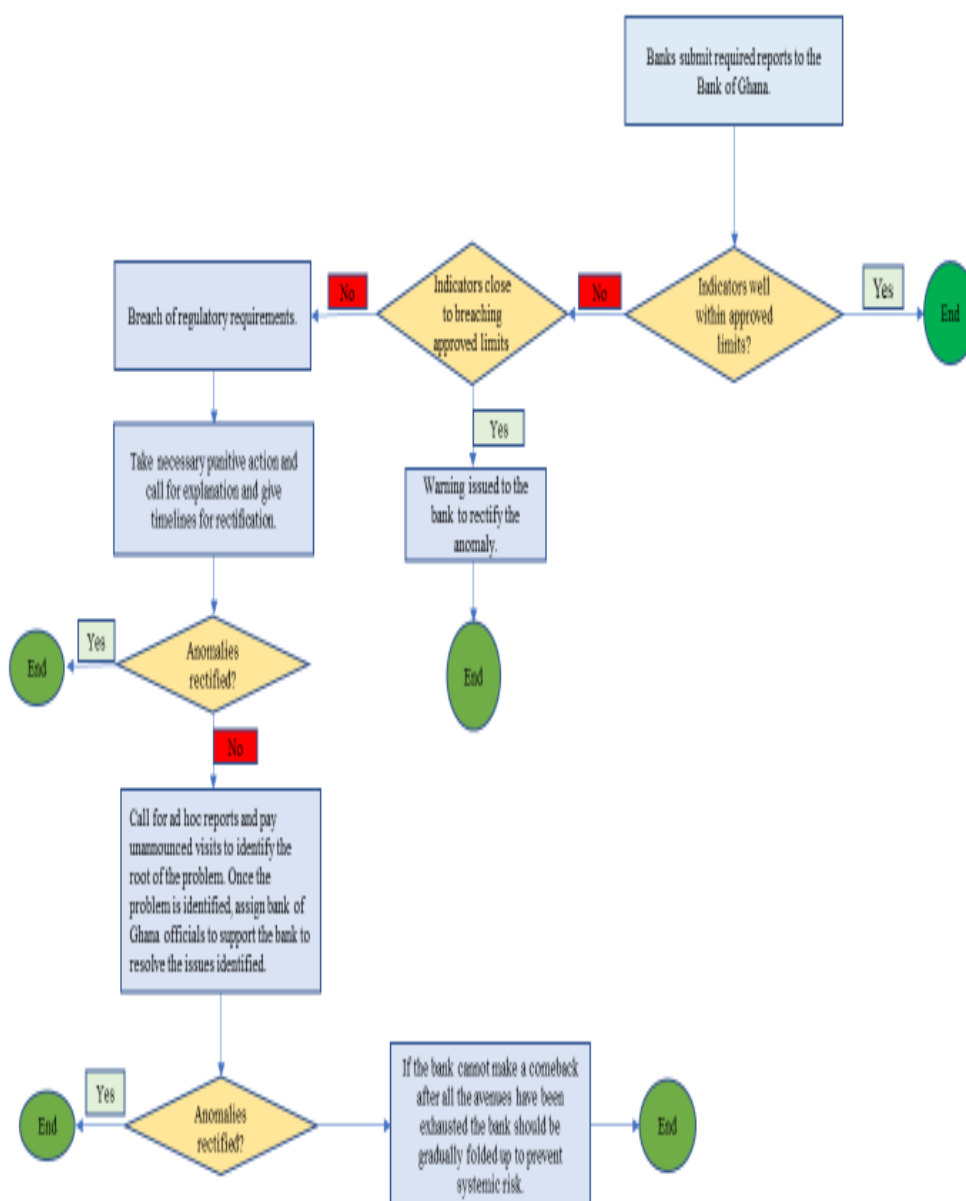 Banks submit required reports to the
Bank of Ghana.
Indicators well
within approved
limits?
Yes
End
No
Indicators close
to breaching
approved limits
Yes
Warning issued to the
bank to rectify the
anomaly.
End
No
Breach of regulatory requirements.
Take necessary punitive action and
call for explanation and give
timelines for rectification.
Anomalies
rectified?
Yes
End
No
Call for ad hoc reports and pay
unannounced visits to identify the
root of the problem. Once the
problem is identified, assign bank of
Ghana officials to support the bank to
resolve the issues identified.
Anomalies
rectified?
Yes
End
If the bank cannot make a comeback
after all the avenues have been
exhausted the bank should be
gradually folded up to prevent
systemic risk.
End